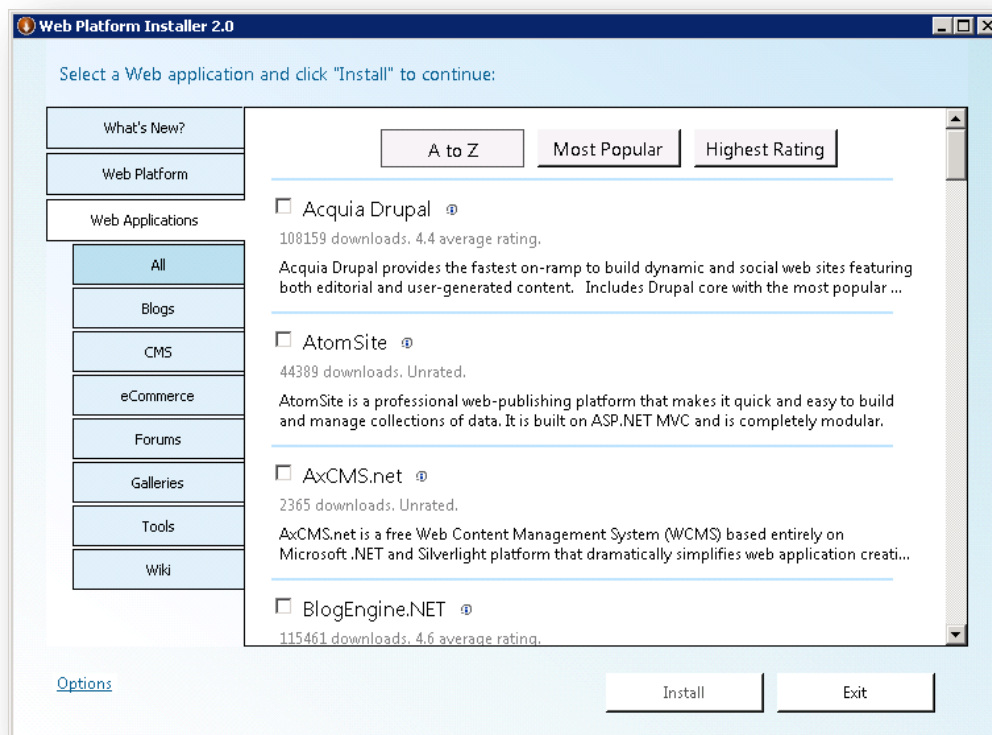 Web Platform Installer 2.0
Select a Web application and click "Install" to continue:
What's New?
Web Platform
Web Applications
All
Blogs
CMS
eCommerce
Forums
Galleries
Tools
Wiki
A to Z
Most Popular
Highest Rating
Acquia Drupal
108159 downloads. 4.4 average rating.
Acquia Drupal provides the fastest on-ramp to build dynamic and social web sites featuring
both editorial and user-generated content. Includes Drupal core with the most popular ...
AtomSite
44389 downloads. Unrated.
AtomSite is a professional web-publishing platform that makes it quick and easy to build
and manage collections of data. It is built on ASP.NET MVC and is completely modular.
AxCMS.net
2365 downloads. Unrated.
AxCMS.net is a free Web Content Management System (WCMS) based entirely on
Microsoft .NET and Silverlight platform that dramatically simplifies web application creati...
BlogEngine.NET
115461 downloads. 4.6 average rating.
Options
Install
Exit